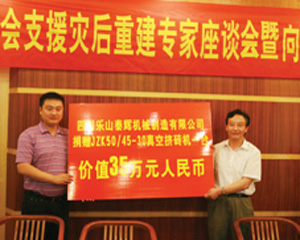 会支援灾后重建专家座谈会暨向
四川乐山泰辉机械制造有限公司
捐赠JZK50/45-30真空挤砖机一台
价值35万元人民币